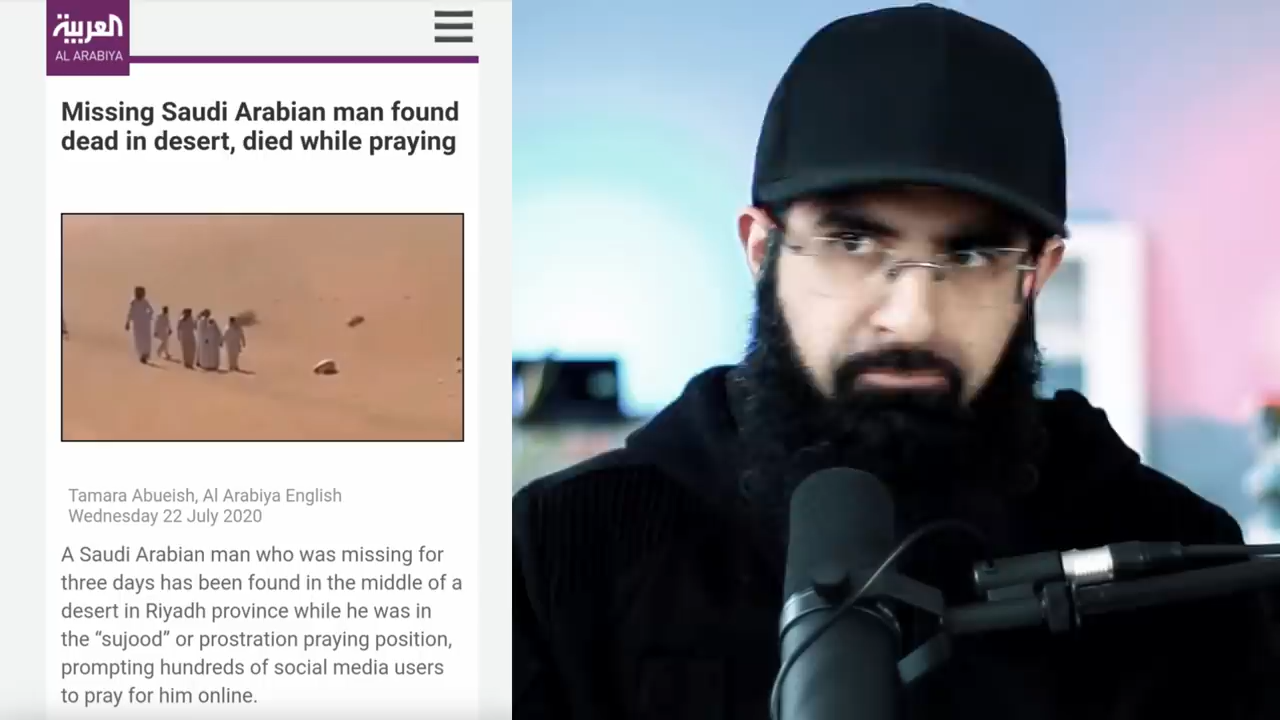 العربية
AL ARABIYA
Missing Saudi Arabian man found
dead in desert, died while praying
Tamara Abueish, Al Arabiya English
Wednesday 22 July 2020
A Saudi Arabian man who was missing for
three days has been found in the middle of a
desert in Riyadh province while he was in
the “sujood” or prostration praying position,
prompting hundreds of social media users
to pray for him online.